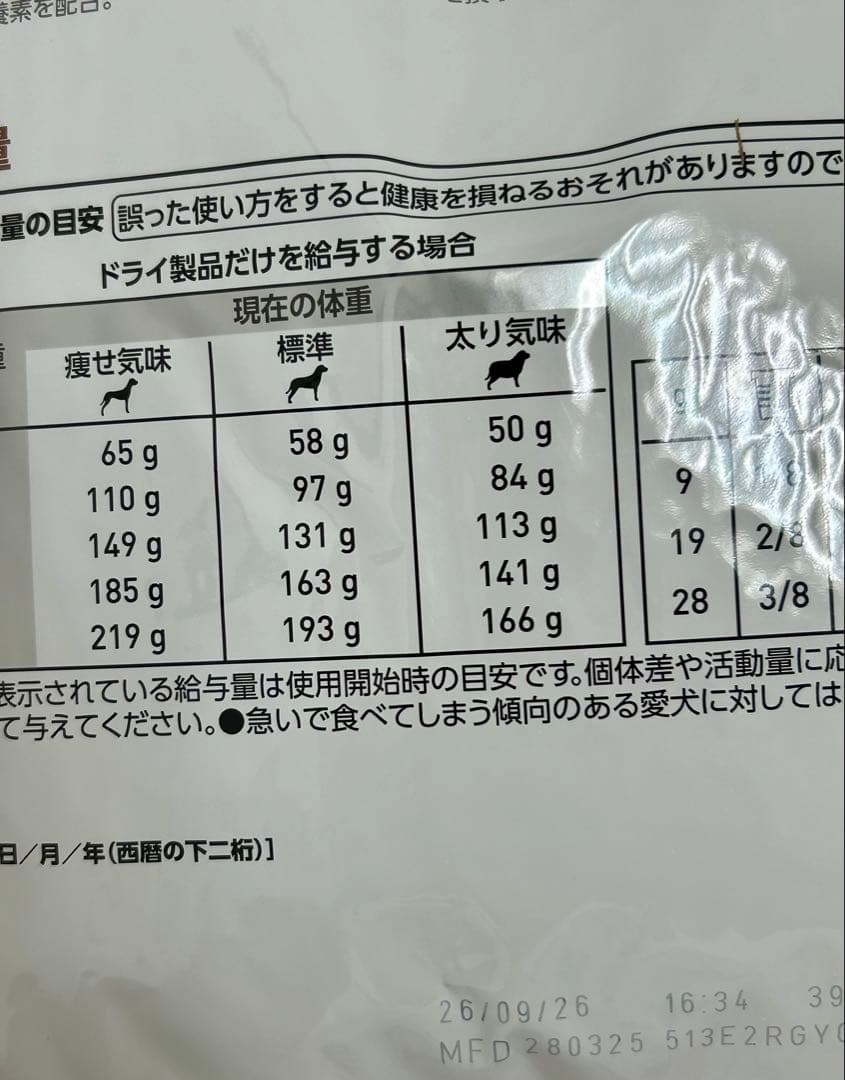 養素を配合。
量
量の目安 誤った使い方をすると健康を損ねるおそれがありますので
ドライ製品だけを給与する場合
現在の体重
痩せ気味 標準 太り気味
65 g 58 g 50 g
110 g 97 g 84 g
149 g 131 g 113 g
185 g 163 g 141 g
219 g 193 g 166 g
g
9
19 2/8
28 3/8
表示されている給与量は使用開始時の目安です。個体差や活動量に応
て与えてください。●急いで食べてしまう傾向のある愛犬に対しては
日/月/年(西暦の下二桁)]
26/09/26 16:34 39
MFD 280325 513E2RGY